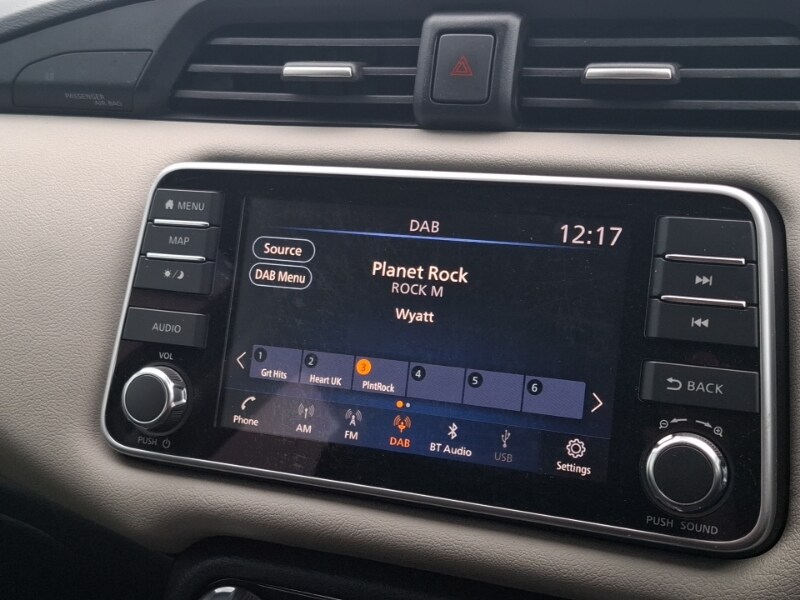 PASSENGER
AIR BAG
MENU
MAP
AUDIO
VOL
PUSH
DAB
12:17
Source
DAB Menu
Planet Rock
ROCK M
Wyatt
1
Grt Hits
2
Heart UK
3
PlntRock
4
5
6
Phone
AM
FM
DAB
BT Audio
USB
Settings
BACK
PUSH SOUND